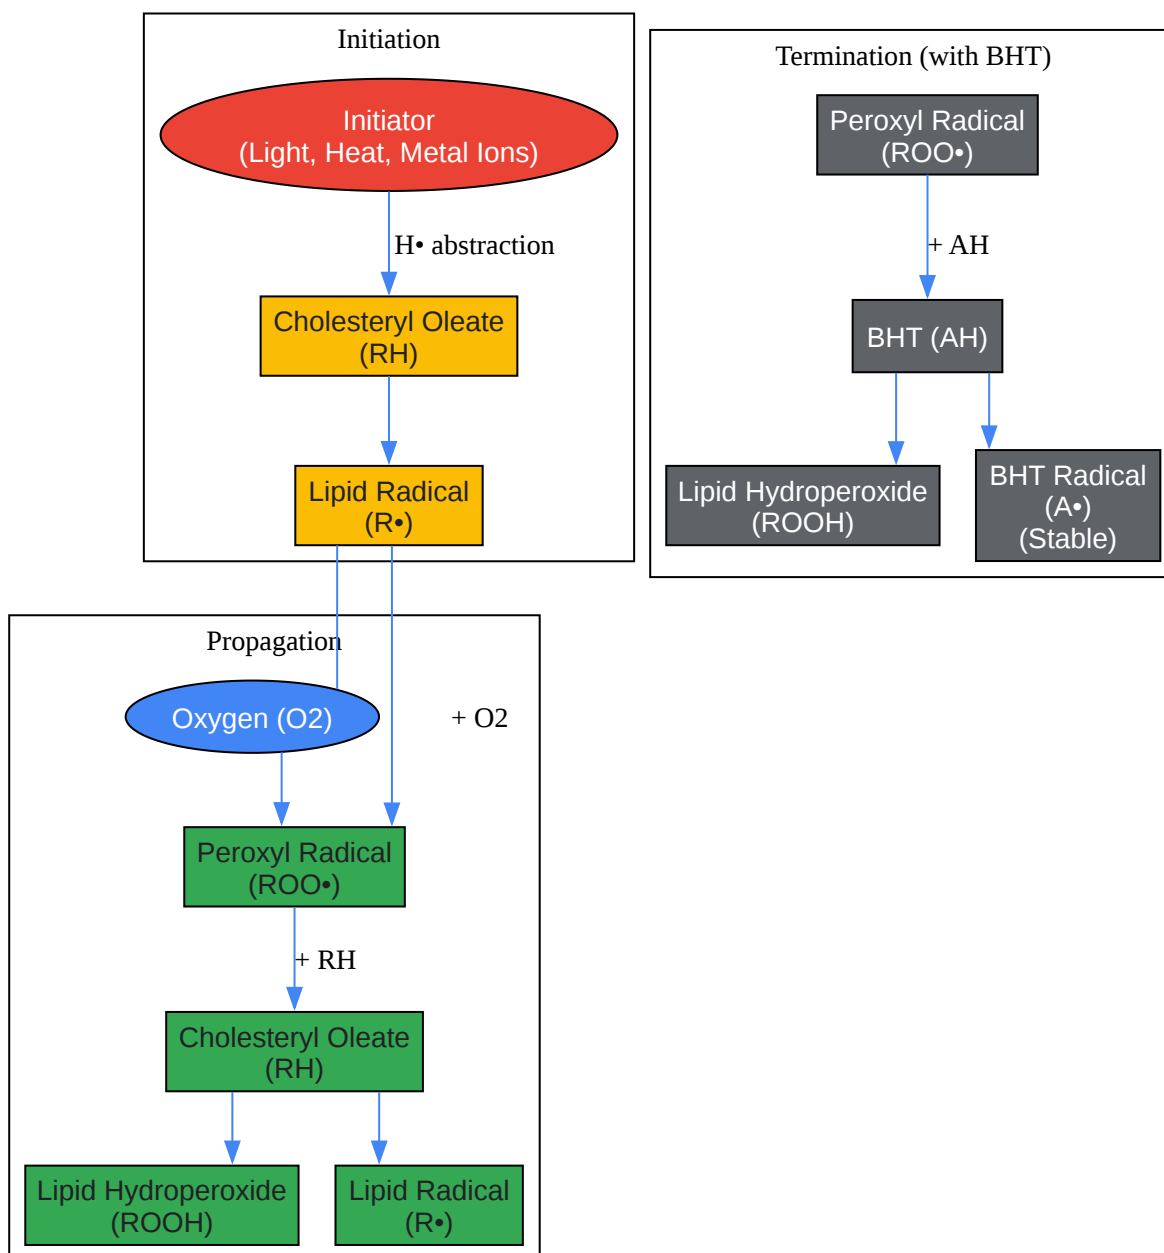 Initiation
Initiator
(Light, Heat, Metal Ions)
H• abstraction
Cholesteryl Oleate
(RH)
Lipid Radical
(R•)
Propagation
Oxygen (O2)
+ O2
Peroxyl Radical
(ROO•)
+ RH
Cholesteryl Oleate
(RH)
Lipid Hydroperoxide
(ROOH)
Lipid Radical
(R•)
Termination (with BHT)
Peroxyl Radical
(ROO•)
+ AH
BHT (AH)
Lipid Hydroperoxide
(ROOH)
BHT Radical
(A•)
(Stable)